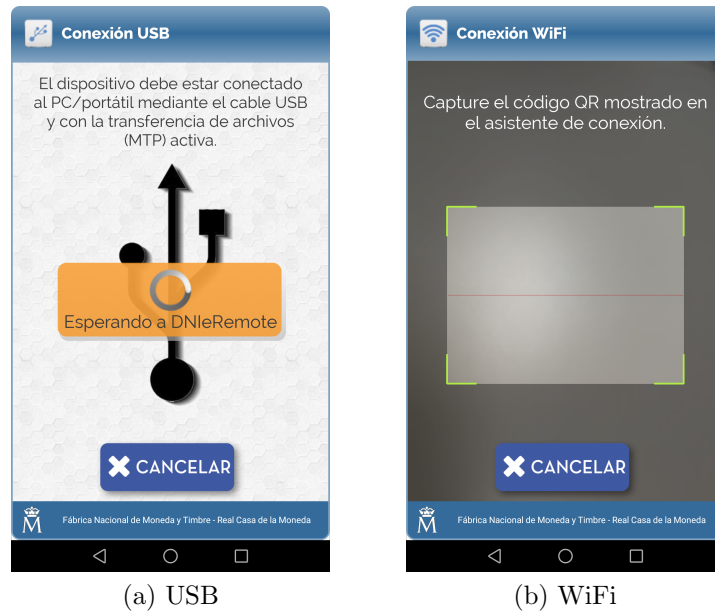 Conexión USB
El dispositivo debe estar conectado
al PC/portátil mediante el cable USB
y con la transferencia de archivos
(MTP) activa.
Esperando a DNIeRemote
CANCELAR
Fábrica Nacional de Moneda y Timbre - Real Casa de la Moneda
(a) USB
Conexión WiFi
Capture el código QR mostrado en
el asistente de conexión.
CANCELAR
Fábrica Nacional de Moneda y Timbre - Real Casa de la Moneda
(b) WiFi